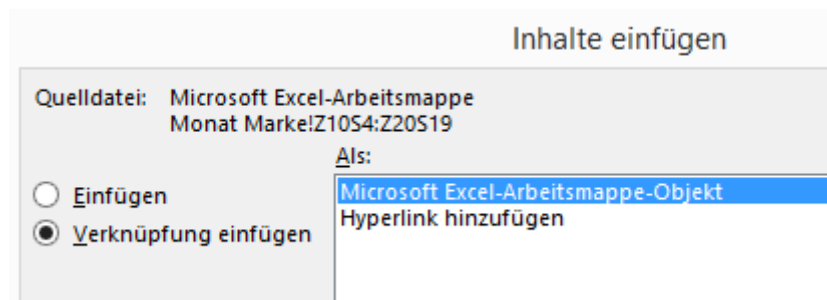 Inhalte einfügen
Quelldatei: Microsoft Excel-Arbeitsmappe
Monat Marke!Z10S4:Z20S19
Als:
Einfügen
Verknüpfung einfügen
Microsoft Excel-Arbeitsmappe-Objekt
Hyperlink hinzufügen